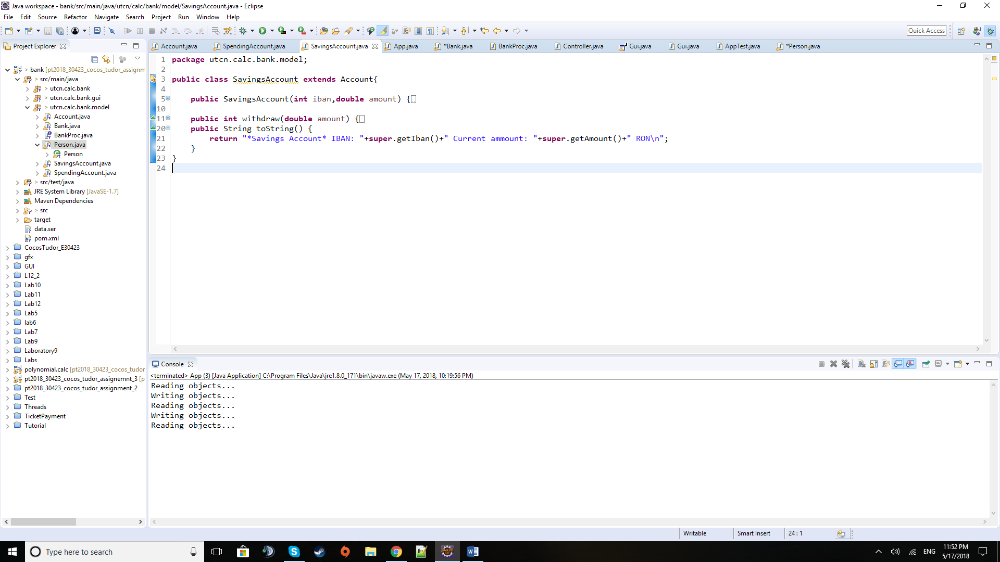 Java workspace - bank/src/main/java/utcn/calc/bank/model/SavingsAccount.java - Eclipse
File Edit Source Refactor Navigate Search Project Run Window Help
Quick Access
Project Explorer
> bank [pt2018_30423_cocos_tudor_assignm
> src/main/java
> utcn.calc.bank
> utcn.calc.bank.gui
> utcn.calc.bank.model
Account.java
Bank.java
BankProc.java
Person.java
Person
SavingsAccount.java
SpendingAccount.java
> src/test/java
JRE System Library [JavaSE-1.7]
Maven Dependencies
> src
target
data.ser
pom.xml
CocosTudor_E30423
gfx
GUI
L12_2
Lab10
Lab11
Lab12
Lab5
lab6
Lab7
Lab9
Laboratory9
Labs
polynomial.calc [pt2018_30423_cocos_tudor
pt2018_30423_cocos_tudor_assignemnt_3 [p
pt2018_30423_cocos_tudor_assignment_2
Test
Threads
TicketPayment
Tutorial
Account.java SpendingAccount.java SavingsAccount.java App.java *Bank.java BankProc.java Controller.java Gui.java Gui.java AppTest.java *Person.java
1 package utcn.calc.bank.model;
2
3 public class SavingsAccount extends Account{
4
5 public SavingsAccount(int iban,double amount) {
10
11 public int withdraw(double amount) {
20 public String toString() {
21 return "*Savings Account* IBAN: "+super.getIban()+" Current ammount: "+super.getAmount()+" RON\n";
22 }
23 }
24
Console
<terminated> App (3) [Java Application] C:\Program Files\Java\jre1.8.0_171\bin\javaw.exe (May 17, 2018, 10:19:56 PM)
Reading objects...
Writing objects...
Reading objects...
Writing objects...
Reading objects...
Writable Smart Insert 24 : 1
Type here to search
ENG
11:52 PM
5/17/2018